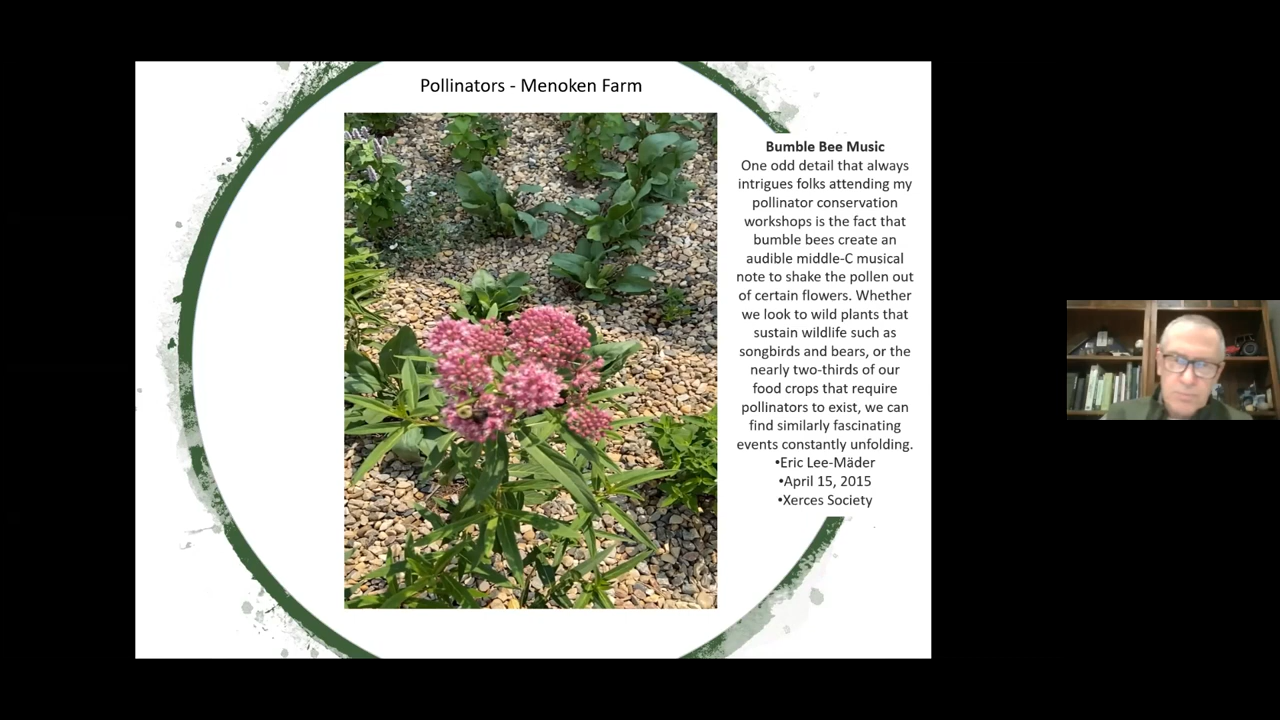 Pollinators - Menoken Farm
Bumble Bee Music
One odd detail that always
intrigues folks attending my
pollinator conservation
workshops is the fact that
bumble bees create an
audible middle-C musical
note to shake the pollen out
of certain flowers. Whether
we look to wild plants that
sustain wildlife such as
songbirds and bears, or the
nearly two-thirds of our
food crops that require
pollinators to exist, we can
find similarly fascinating
events constantly unfolding.
•Eric Lee-Mäder
•April 15, 2015
•Xerces Society